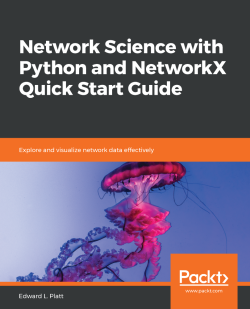 Network Science with
Python and NetworkX
Quick Start Guide
Explore and visualize network data effectively
Packt>
www.packt.com
Edward L. Platt